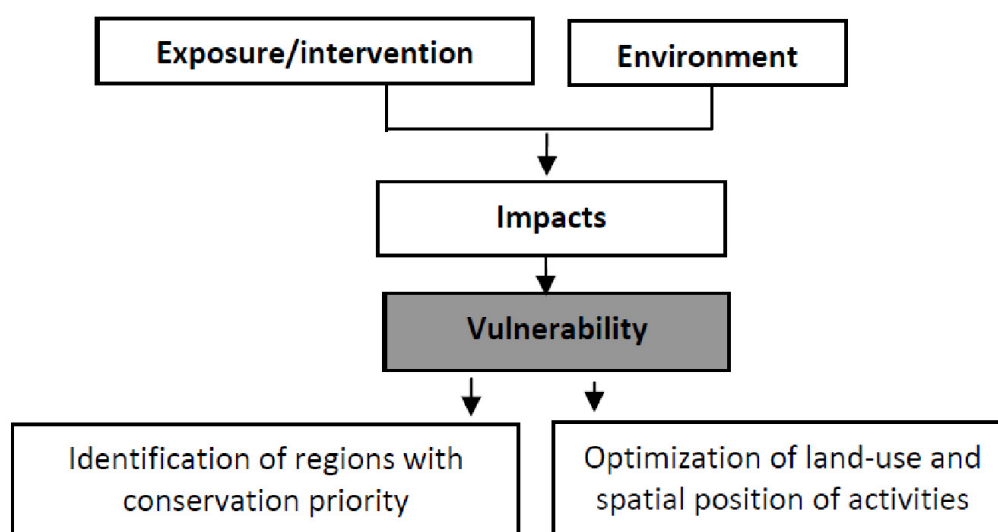 Exposure/intervention
Environment
Impacts
Vulnerability
Identification of regions with
conservation priority
Optimization of land-use and
spatial position of activities